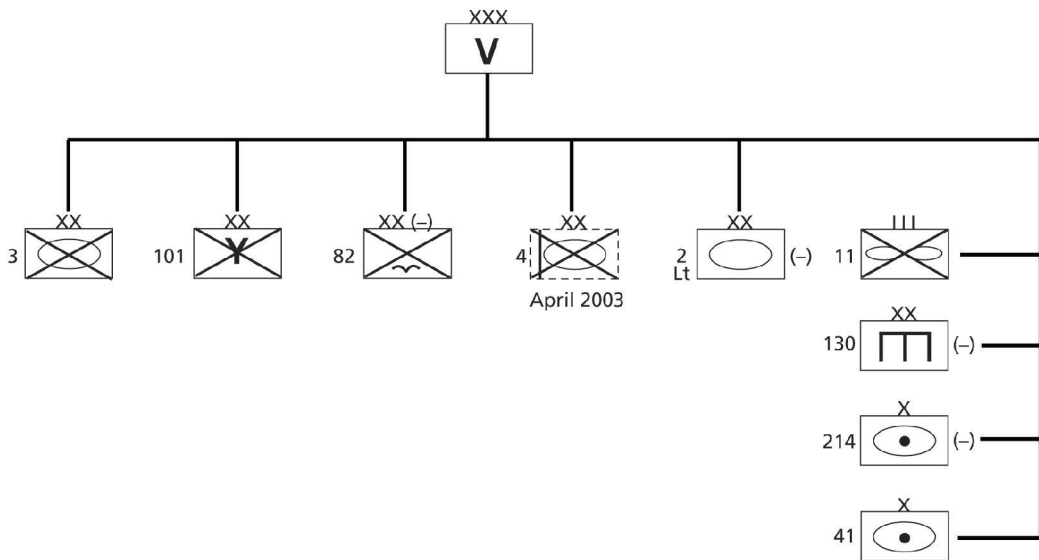 XXX
V
XX
3
XX
101
Y
XX (–)
82
XX
4
April 2003
XX
2
Lt
(–)
III
11
XX
130
(–)
X
214
(–)
X
41